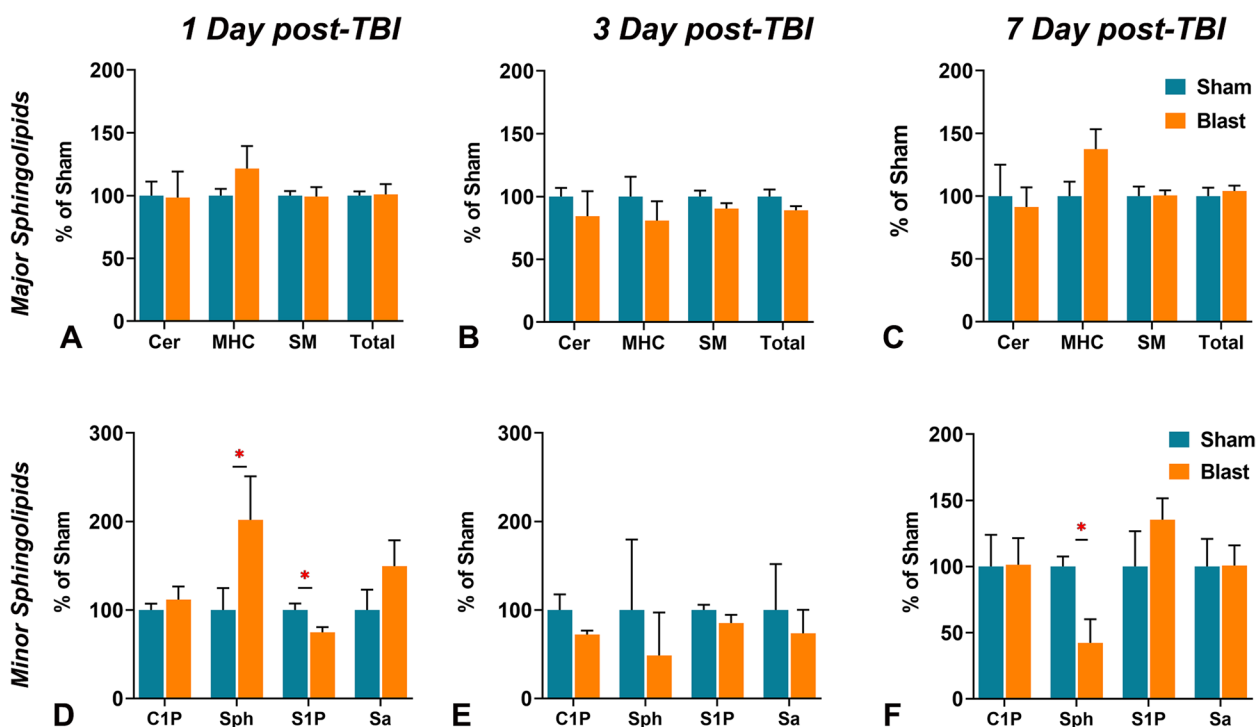 1 Day post-TBI
3 Day post-TBI
7 Day post-TBI
Major Sphingolipids
% of Sham
200
150
100
50
0
Cer MHC SM Total
A
% of Sham
200
150
100
50
0
Cer MHC SM Total
B
% of Sham
200
150
100
50
0
Cer MHC SM Total
C
Sham
Blast
Minor Sphingolipids
% of Sham
300
200
100
0
*
*
C1P Sph S1P Sa
D
% of Sham
300
200
100
0
C1P Sph S1P Sa
E
% of Sham
200
150
100
50
0
*
C1P Sph S1P Sa
F
Sham
Blast